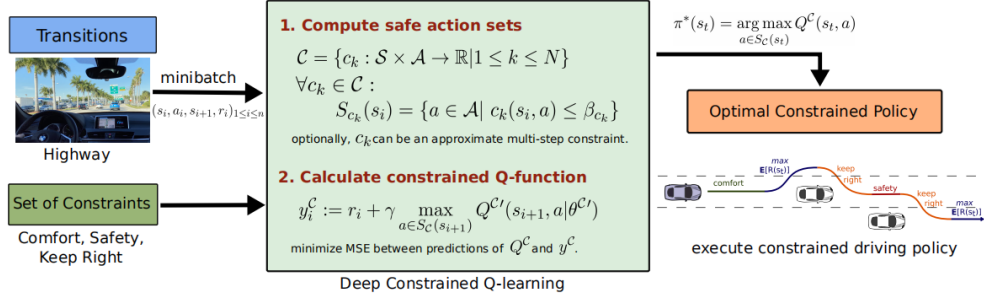 Transitions
Highway
minibatch
(s_i, a_i, s_{i+1}, r_i)_{1≤i≤n}
Set of Constraints
Comfort, Safety,
Keep Right
1. Compute safe action sets
C = {c_k : S × A → ℝ|1 ≤ k ≤ N}
∀c_k ∈ C :
S_{c_k}(s_i) = {a ∈ A| c_k(s_i, a) ≤ β_{c_k}}
optionally, c_k can be an approximate multi-step constraint.
2. Calculate constrained Q-function
y_i^C := r_i + γ max_{a∈S_C(s_{i+1})} Q^{C′}(s_{i+1}, a|θ^{C′})
minimize MSE between predictions of Q^C and y^C.
Deep Constrained Q-learning
π*(s_t) = arg max_{a∈S_C(s_t)} Q^C(s_t, a)
Optimal Constrained Policy
comfort
max
E[R(s_t)]
keep
right
safety
keep
right
max
E[R(s_t)]
execute constrained driving policy